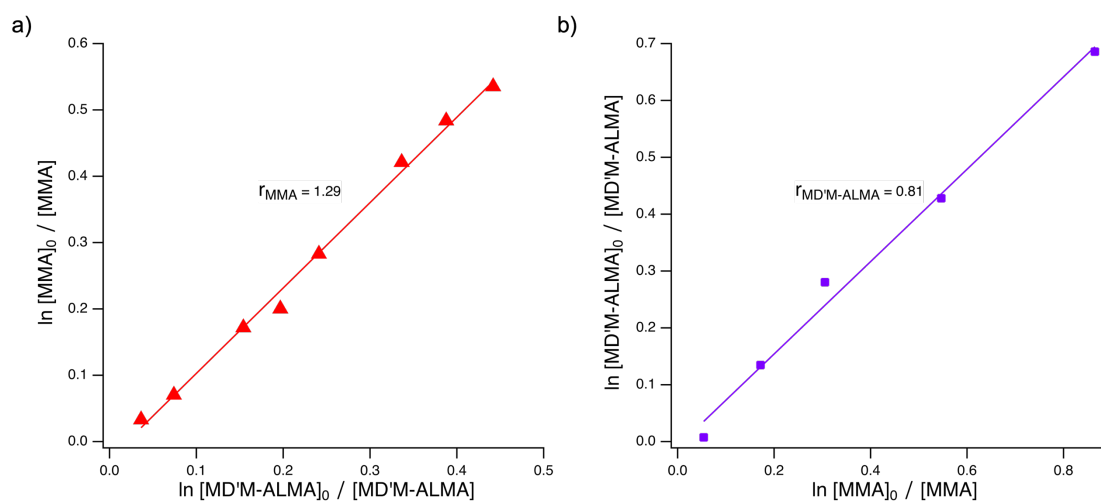 a)
0.6
0.5
0.4
0.3
0.2
0.1
0.0
ln [MMA]₀ / [MMA]
rMMA = 1.29
0.0 0.1 0.2 0.3 0.4 0.5
ln [MD'M-ALMA]₀ / [MD'M-ALMA]
b)
0.7
0.6
0.5
0.4
0.3
0.2
0.1
0.0
ln [MD'M-ALMA]₀ / [MD'M-ALMA]
rMD'M-ALMA = 0.81
0.0 0.2 0.4 0.6 0.8
ln [MMA]₀ / [MMA]